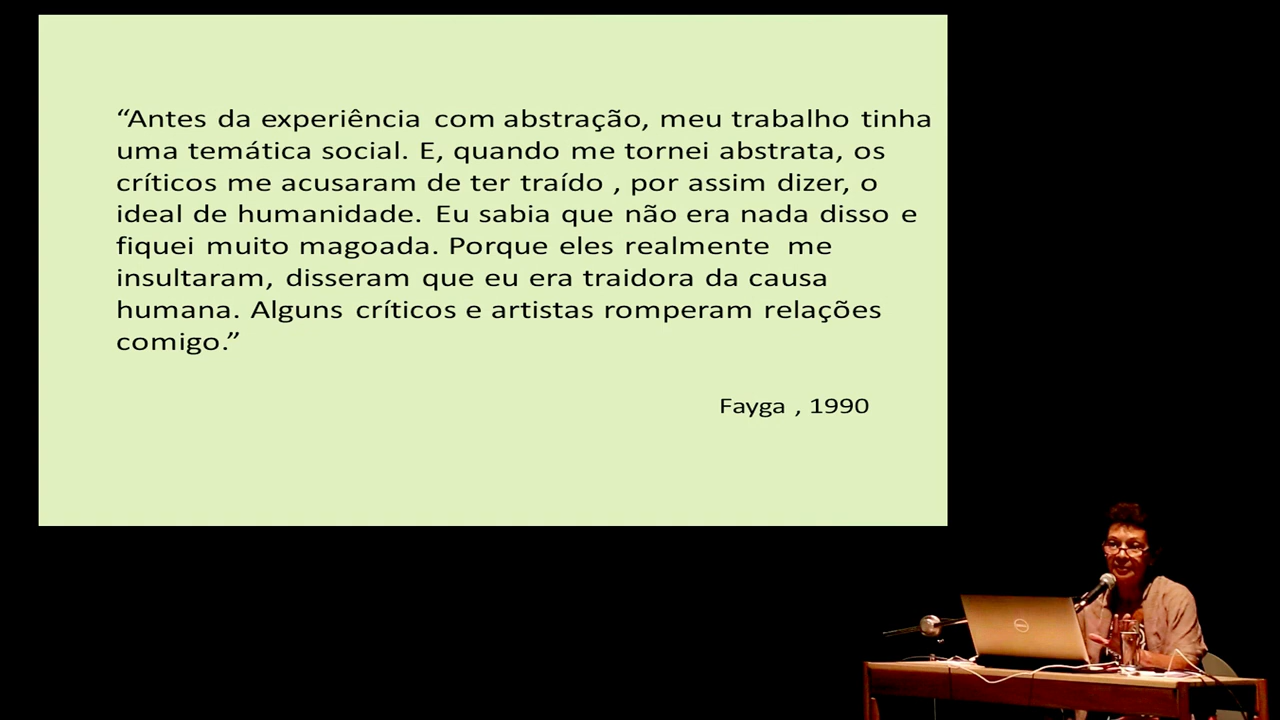 “Antes da experiência com abstração, meu trabalho tinha
uma temática social. E, quando me tornei abstrata, os
críticos me acusaram de ter traído , por assim dizer, o
ideal de humanidade. Eu sabia que não era nada disso e
fiquei muito magoada. Porque eles realmente me
insultaram, disseram que eu era traidora da causa
humana. Alguns críticos e artistas romperam relações
comigo.”
Fayga , 1990